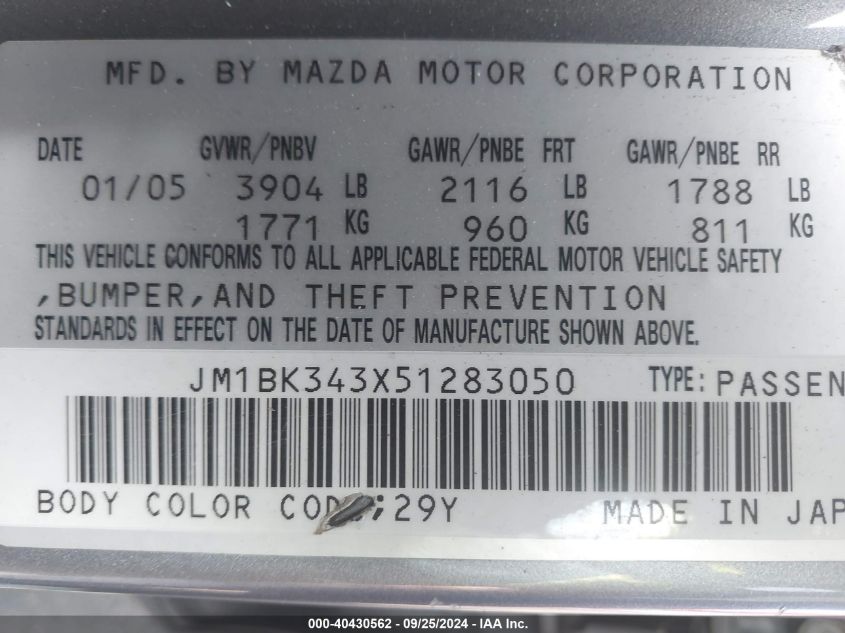 MFD. BY MAZDA MOTOR CORPORATION
DATE GVWR/PNBV GAWR/PNBE FRT GAWR/PNBE RR
01/05 3904 LB 2116 LB 1788 LB
1771 KG 960 KG 811 KG
THIS VEHICLE CONFORMS TO ALL APPLICABLE FEDERAL MOTOR VEHICLE SAFETY
,BUMPER,AND THEFT PREVENTION
STANDARDS IN EFFECT ON THE DATE OF MANUFACTURE SHOWN ABOVE.
JM1BK343X51283050 TYPE: PASSEN
BODY COLOR 29Y MADE IN JAP
000-40430562 - 09/25/2024 - IAA Inc.